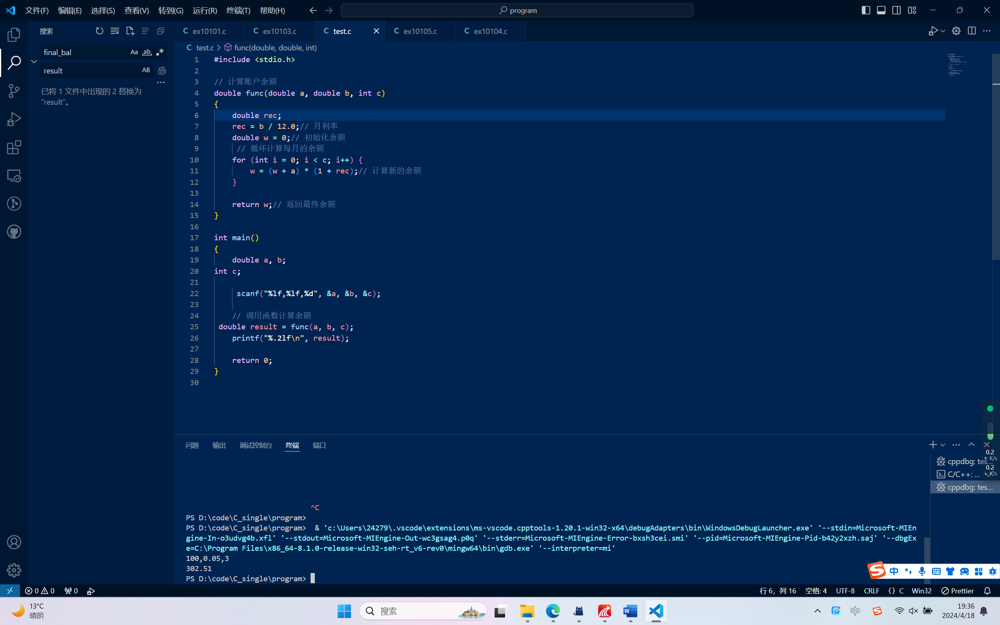 文件(F) 编辑(E) 选择(S) 查看(V) 转到(G) 运行(R) 终端(T) 帮助(H) program
搜索
final_bal Aa ab
result AB
已将 1 文件中出现的 2 替换为
“result”。
C ex10101.c C ex10103.c C test.c C ex10105.c C ex10104.c
C test.c > func(double, double, int)
1 #include <stdio.h>
2
3 // 计算账户余额
4 double func(double a, double b, int c)
5 {
6 double rec;
7 rec = b / 12.0;// 月利率
8 double w = 0;// 初始化余额
9 // 循环计算每月的余额
10 for (int i = 0; i < c; i++) {
11 w = (w + a) * (1 + rec);// 计算新的余额
12 }
13
14 return w;// 返回最终余额
15 }
16
17 int main()
18 {
19 double a, b;
20 int c;
21
22 scanf("%lf,%lf,%d", &a, &b, &c);
23
24 // 调用函数计算余额
25 double result = func(a, b, c);
26 printf("%.2lf\n", result);
27
28 return 0;
29 }
30
问题 输出 调试控制台 终端 端口
^C
PS D:\code\C_single\program>
PS D:\code\C_single\program> & 'c:\Users\24279\.vscode\extensions\ms-vscode.cpptools-1.20.1-win32-x64\debugAdapters\bin\WindowsDebugLauncher.exe' '--stdin=Microsoft-MIEn
gine-In-o3udvg4b.xfl' '--stdout=Microsoft-MIEngine-Out-wc3gsag4.p0q' '--stderr=Microsoft-MIEngine-Error-bxsh3cei.smi' '--pid=Microsoft-MIEngine-Pid-b42y2xzh.saj' '--dbgEx
e=C:\Program Files\x86_64-8.1.0-release-win32-seh-rt_v6-rev0\mingw64\bin\gdb.exe' '--interpreter=mi'
100,0.05,3
302.51
PS D:\code\C_single\program>
cppdbg: tes...
C/C++: ...
cppdbg: tes...
0.2
K/s
0.2
K/s
中
0 0 0 行 6，列 16 空格: 4 UTF-8 CRLF {} C Win32 Prettier
13°C
晴朗
搜索
中
19:36
2024/4/18